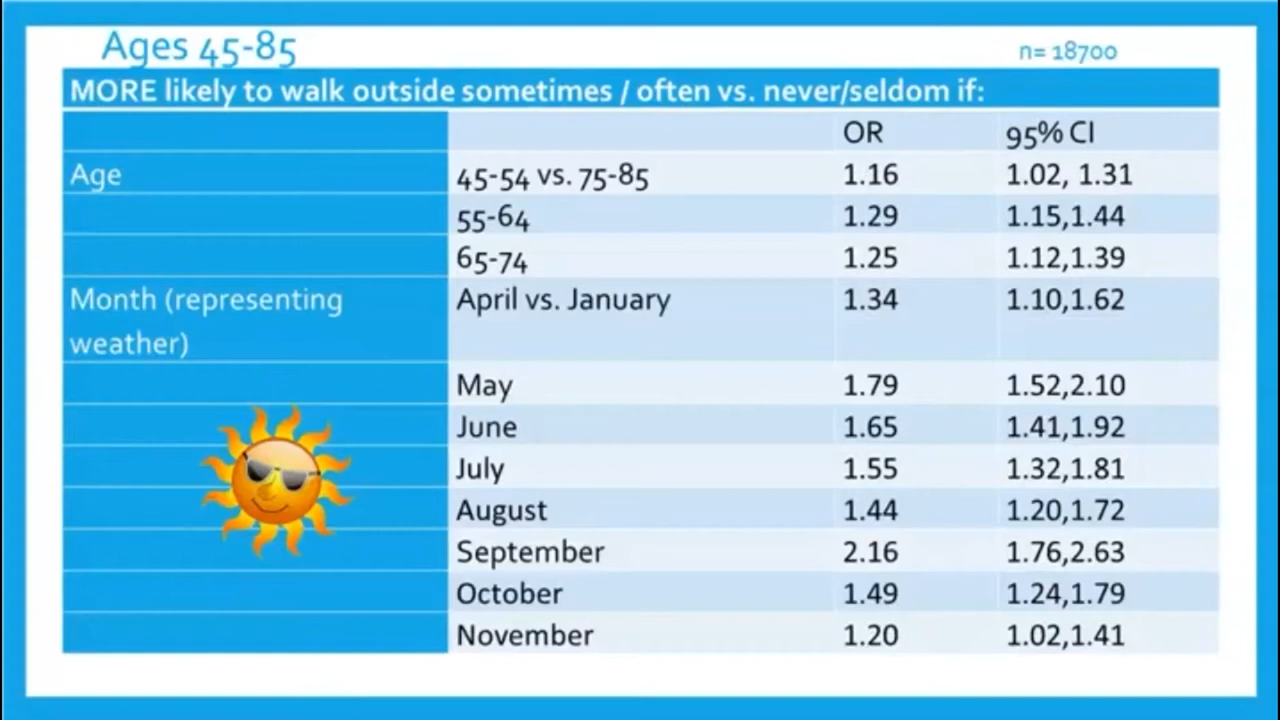 Ages 45-85
n= 18700
MORE likely to walk outside sometimes / often vs. never/seldom if:
OR 95% CI
Age 45-54 vs. 75-85 1.16 1.02, 1.31
55-64 1.29 1.15,1.44
65-74 1.25 1.12,1.39
Month (representing April vs. January 1.34 1.10,1.62
weather)
May 1.79 1.52,2.10
June 1.65 1.41,1.92
July 1.55 1.32,1.81
August 1.44 1.20,1.72
September 2.16 1.76,2.63
October 1.49 1.24,1.79
November 1.20 1.02,1.41